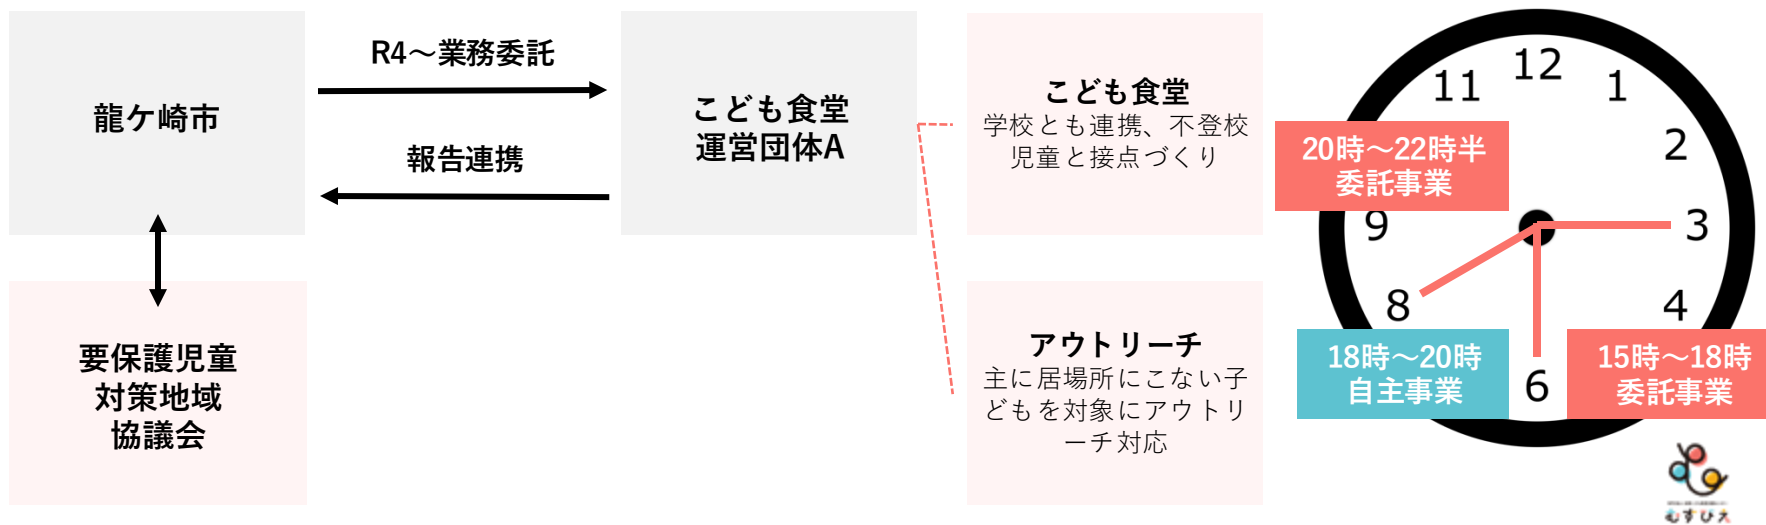 龍ケ崎市
R4～業務委託
報告連携
こども食堂
運営団体A
要保護児童
対策地域
協議会
こども食堂
学校とも連携、不登校
児童と接点づくり
アウトリーチ
主に居場所にこない子
どもを対象にアウトリ
ーチ対応
12
11
1
2
20時～22時半
委託事業
9
3
8
4
18時～20時
自主事業
6
15時～18時
委託事業
むすびえ